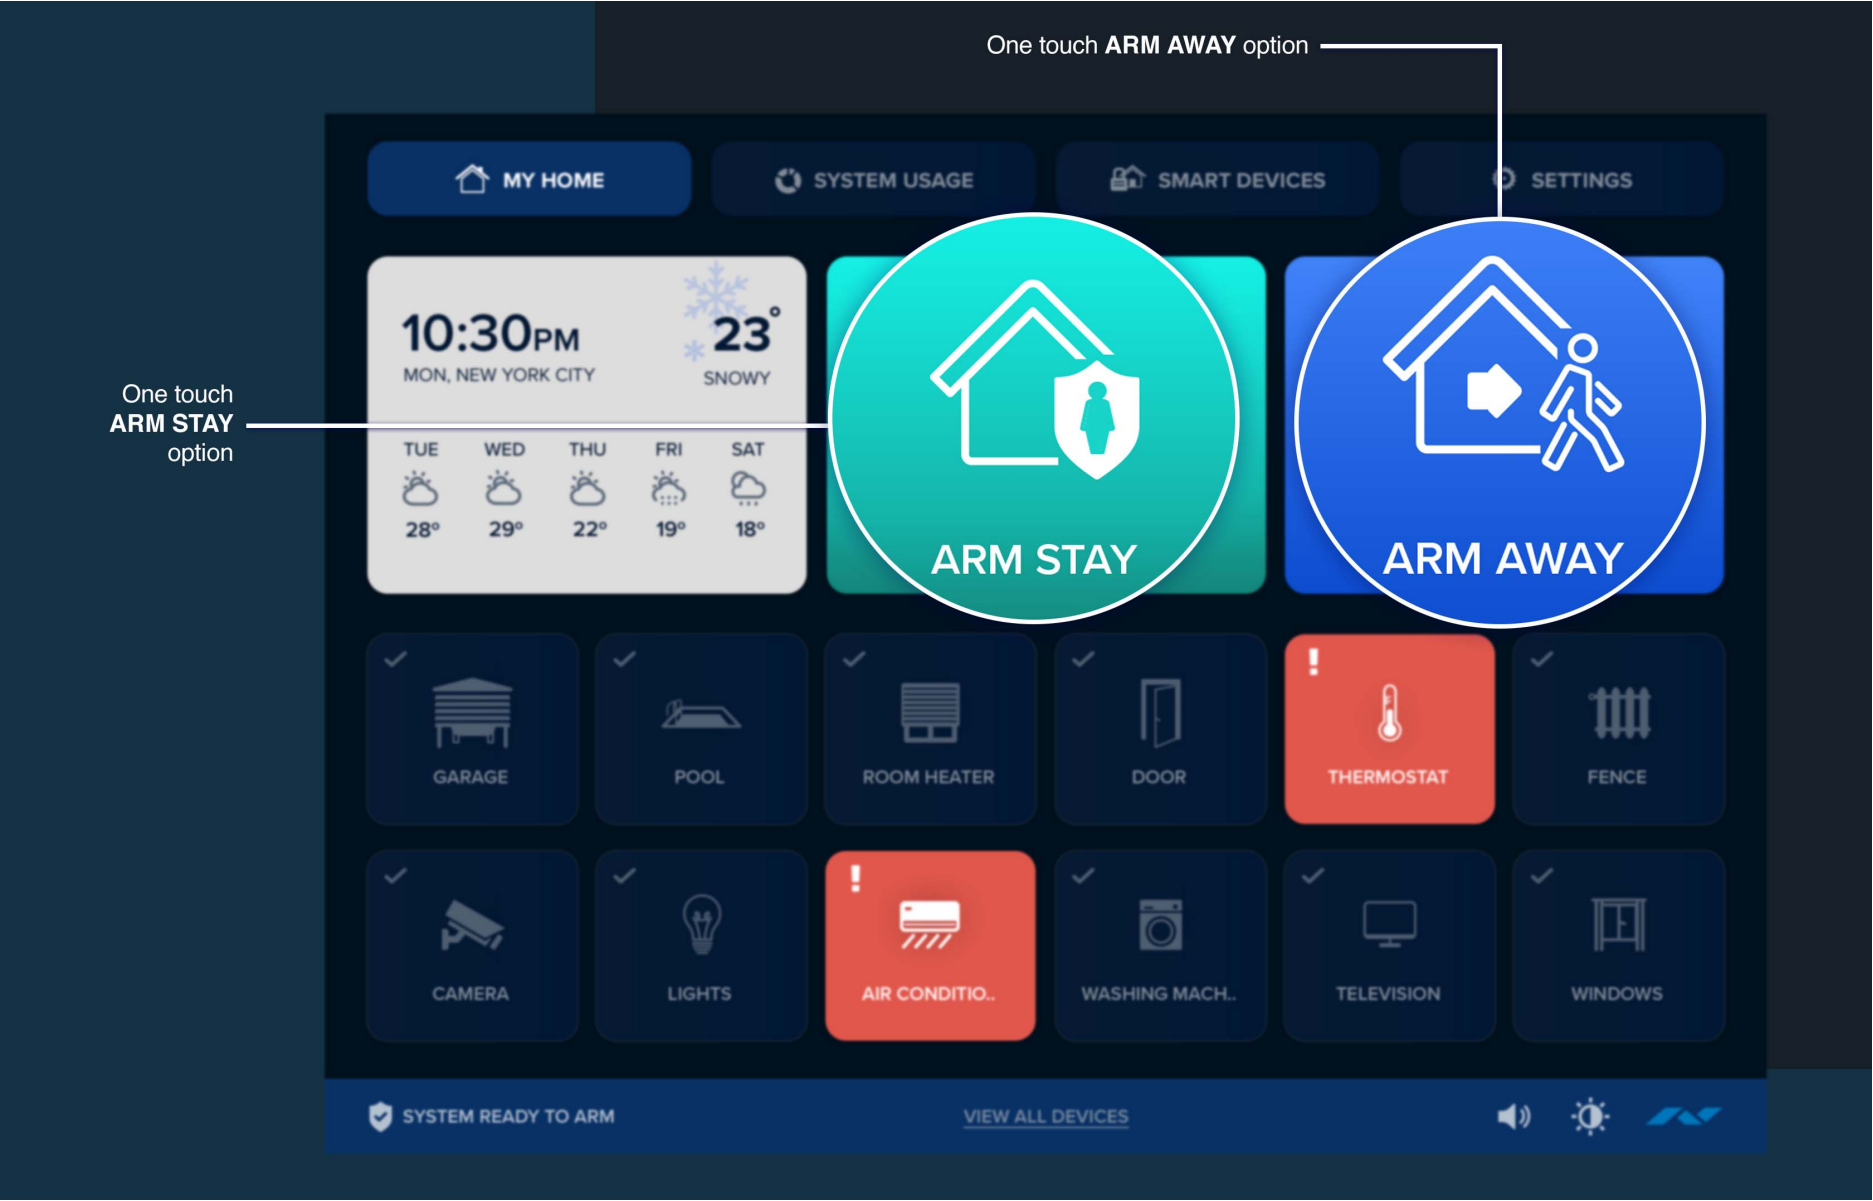 One touch ARM AWAY option
MY HOME
SYSTEM USAGE
SMART DEVICES
SETTINGS
10:30PM
MON, NEW YORK CITY
23°
SNOWY
TUE WED THU FRI SAT
28° 29° 22° 19° 18°
One touch
ARM STAY
option
ARM STAY
ARM AWAY
GARAGE
POOL
ROOM HEATER
DOOR
THERMOSTAT
FENCE
CAMERA
LIGHTS
AIR CONDITIO..
WASHING MACH..
TELEVISION
WINDOWS
SYSTEM READY TO ARM
VIEW ALL DEVICES